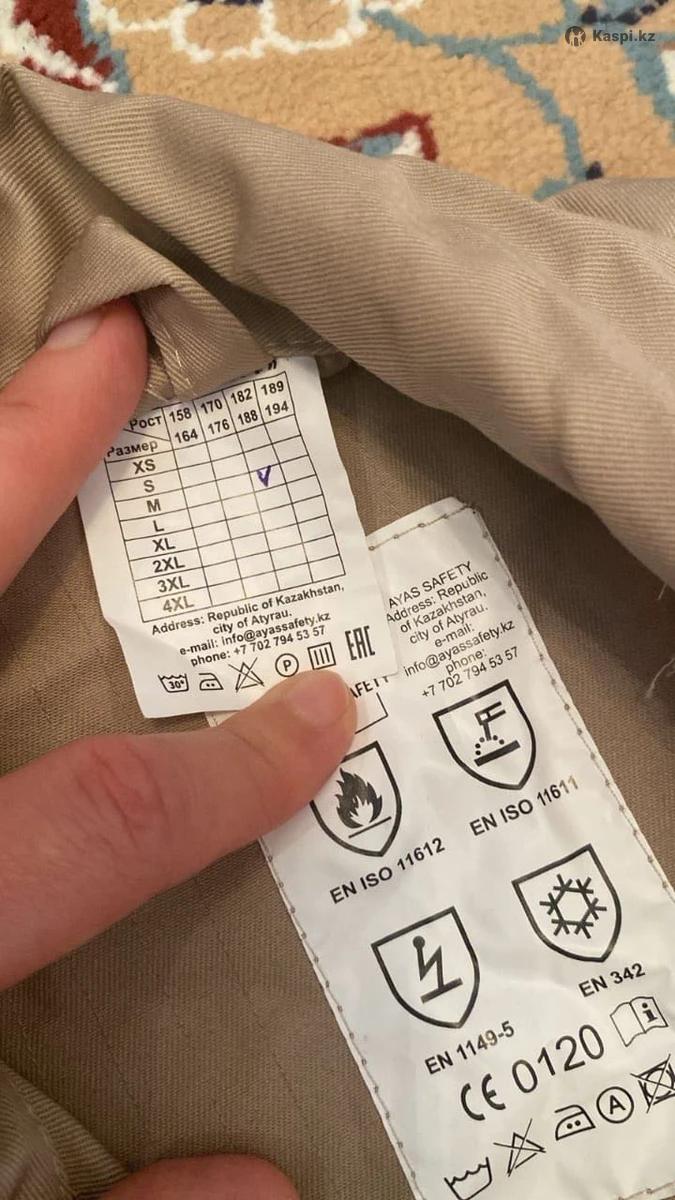 Kaspi.kz
Рост 158 170 182 189
Размер 164 176 188 194
XS
S
M
L
XL
2XL
3XL
4XL
Address: Republic of Kazakhstan,
city of Atyrau.
e-mail: info@ayassafety.kz
phone: +7 702 794 53 57
30° P EAC
AYAS SAFETY
Address: Republic
of Kazakhstan,
city of Atyrau.
e-mail:
info@ayassafety.kz
phone:
+7 702 794 53 57
EN ISO 11611
EN ISO 11612
EN 342
EN 1149-5
CE 0120
A